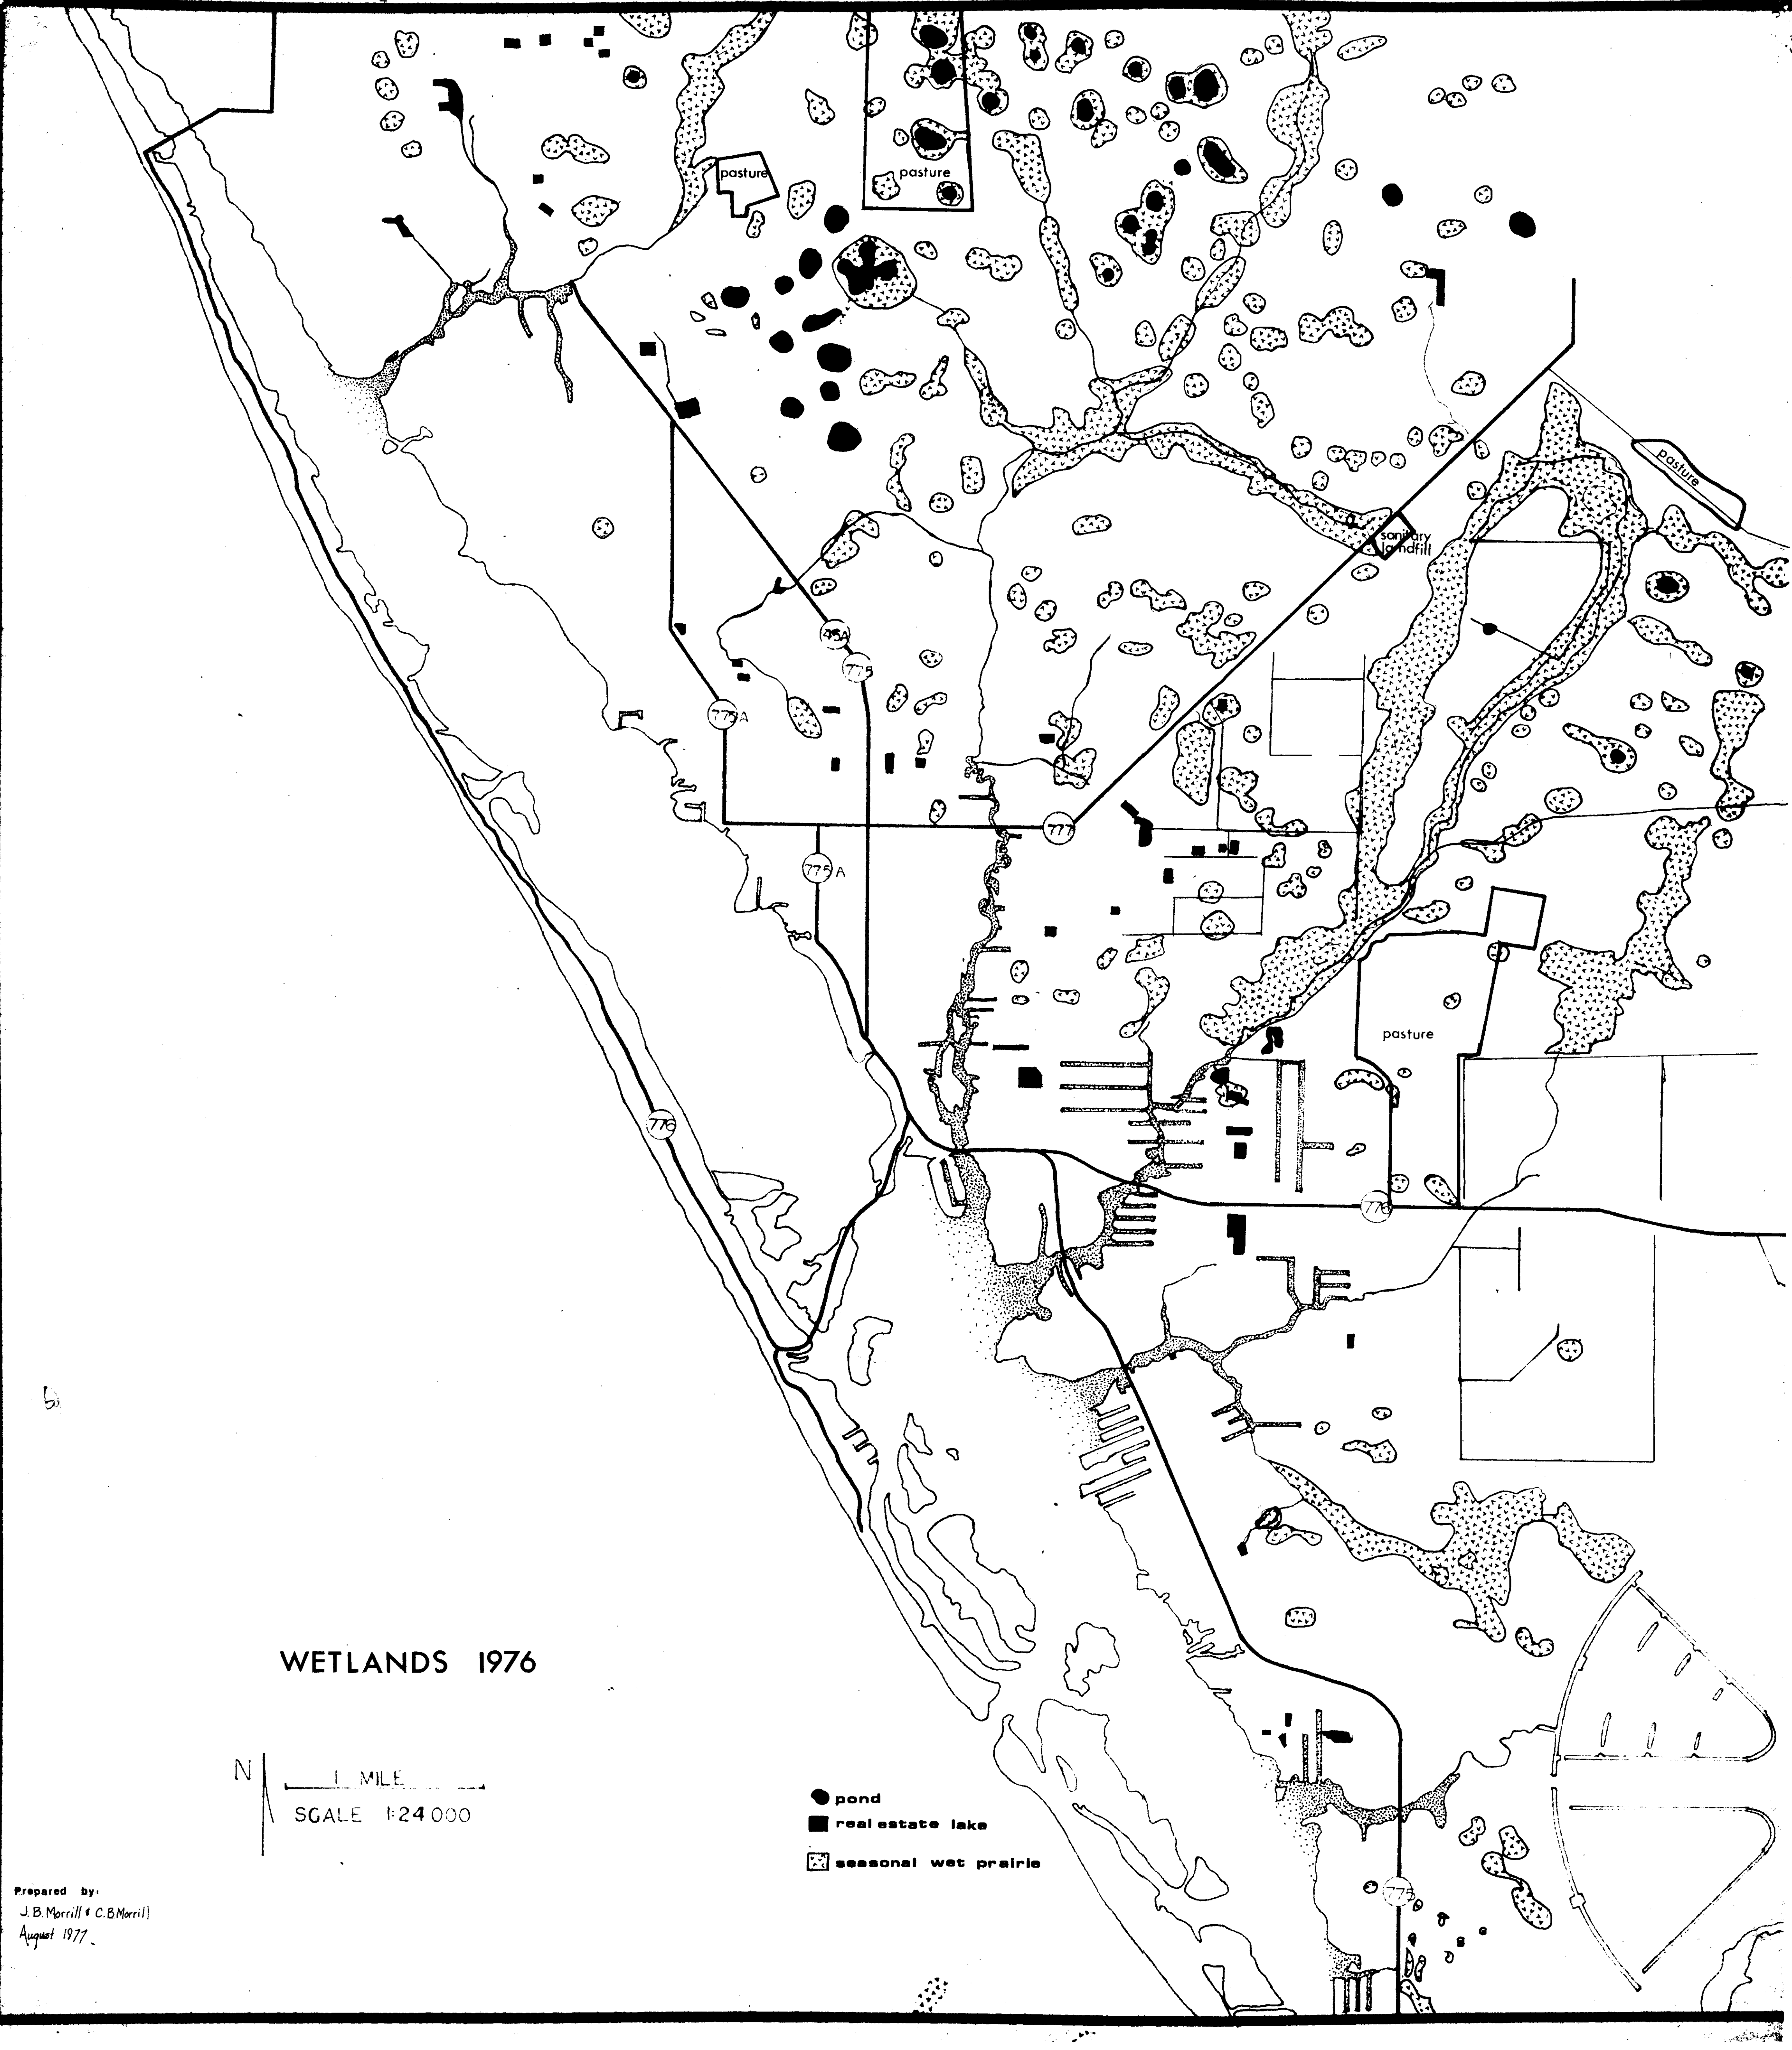 pasture
pasture
pasture
sanitary
landfill
45A
775
775A
777
775A
pasture
776
776
WETLANDS 1976
N
1 MILE
SCALE 1:24000
pond
real estate lake
seasonal wet prairie
Prepared by:
J. B. Morrill & C. B Morrill
August 1977.
775